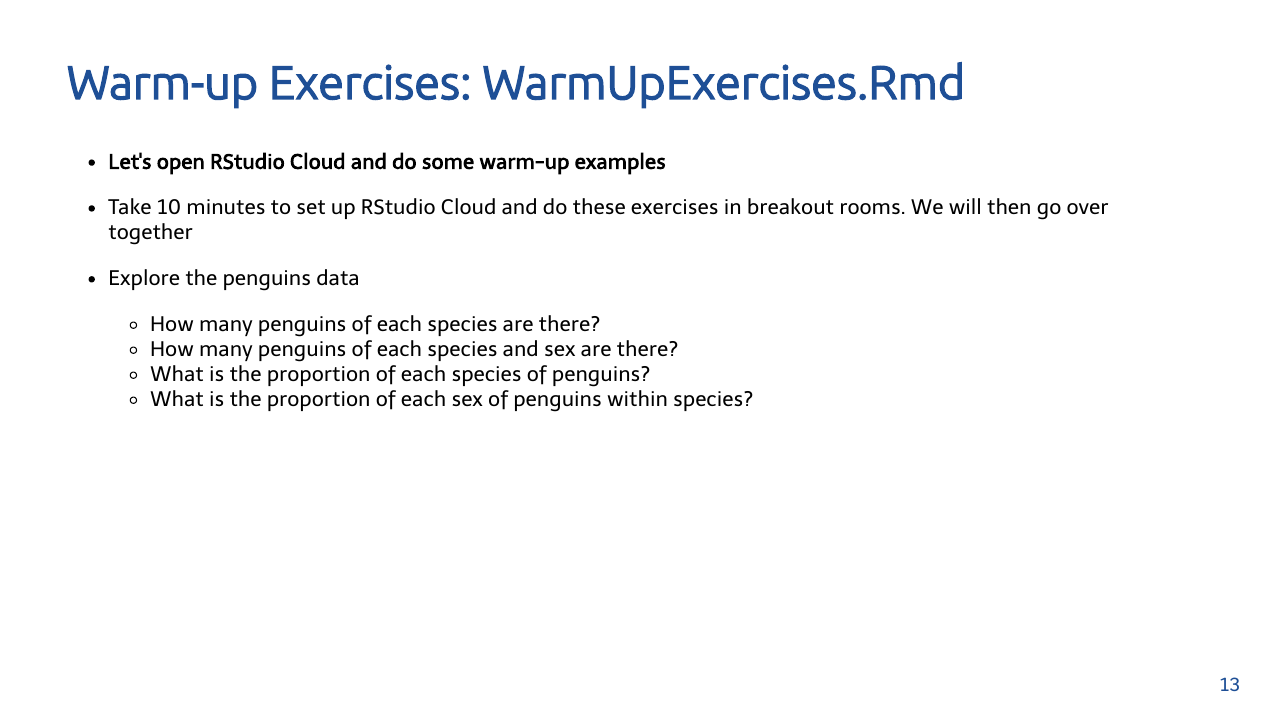 Warm-up Exercises: WarmUpExercises.Rmd
• Let's open RStudio Cloud and do some warm-up examples
• Take 10 minutes to set up RStudio Cloud and do these exercises in breakout rooms. We will then go over
together
• Explore the penguins data
◦ How many penguins of each species are there?
◦ How many penguins of each species and sex are there?
◦ What is the proportion of each species of penguins?
◦ What is the proportion of each sex of penguins within species?
13